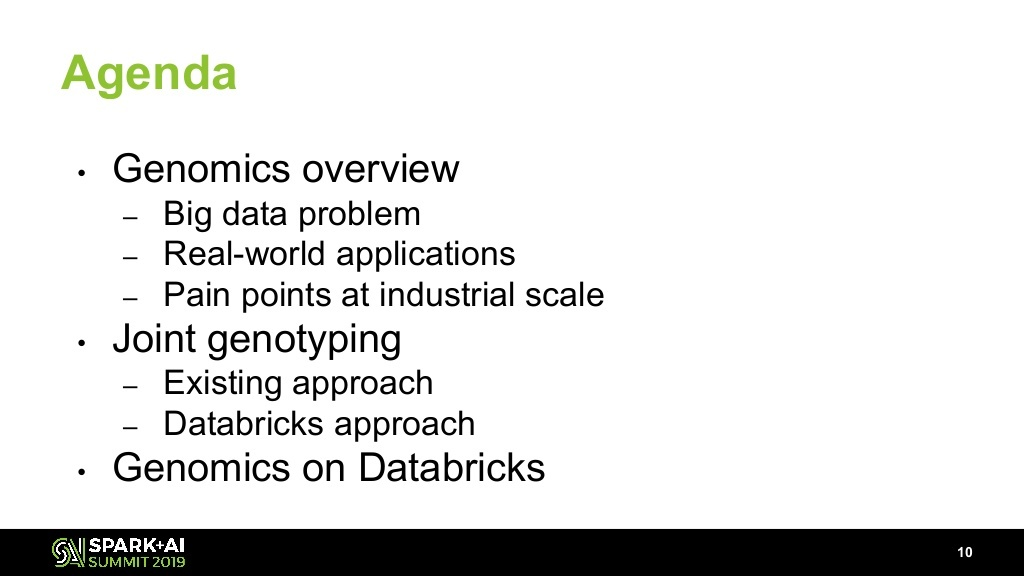 Agenda
• Genomics overview
– Big data problem
– Real-world applications
– Pain points at industrial scale
• Joint genotyping
– Existing approach
– Databricks approach
• Genomics on Databricks
SPARK+AI
SUMMIT 2019
10